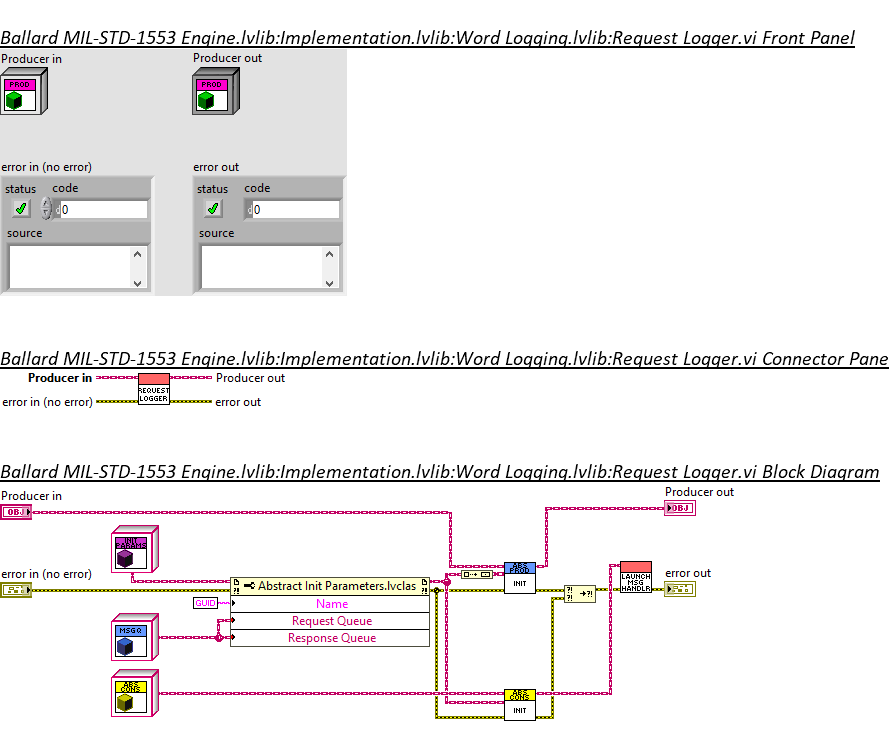 Ballard MIL-STD-1553 Engine.lvlib:Implementation.lvlib:Word Logging.lvlib:Request Logger.vi Front Panel
Producer in
Producer out
PROD
PROD
error in (no error)
error out
status code
status code
d0
d0
source
source
Ballard MIL-STD-1553 Engine.lvlib:Implementation.lvlib:Word Logging.lvlib:Request Logger.vi Connector Pane
Producer in
Producer out
REQUEST
LOGGER
error in (no error)
error out
Ballard MIL-STD-1553 Engine.lvlib:Implementation.lvlib:Word Logging.lvlib:Request Logger.vi Block Diagram
Producer in
Producer out
OBJ
OBJ
INIT
PARAMS
ABS
PROD
INIT
LAUNCH
MSG
HANDLR
error in (no error)
error out
Abstract Init Parameters.lvclas
?!
?!
?!
?!
?!
GUID
Name
Request Queue
Response Queue
MSG Q
ABS
CONS
ABS
CONS
INIT